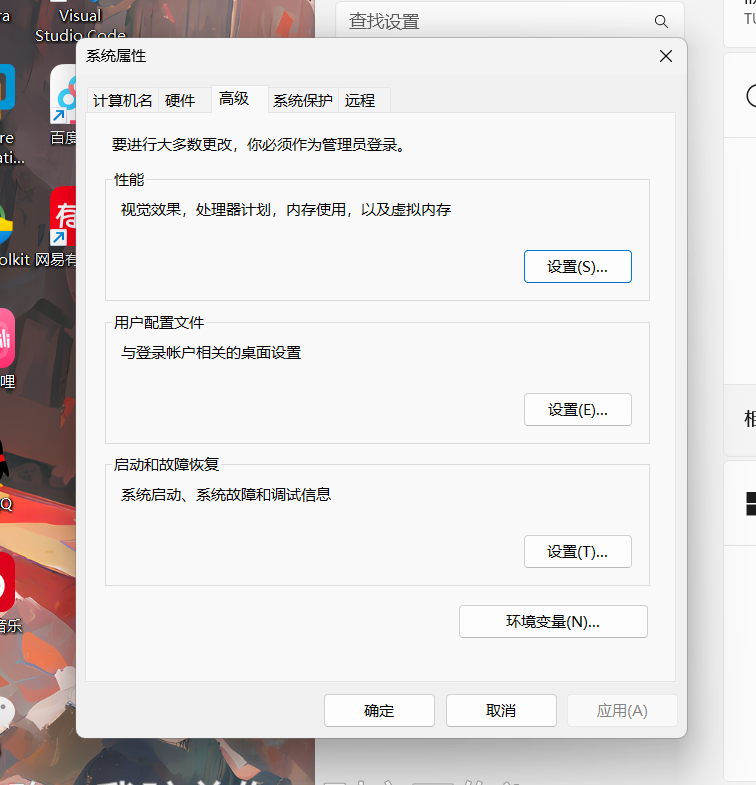 Visual
Studio Code
查找设置
系统属性
计算机名 硬件 高级 系统保护 远程
要进行大多数更改，你必须作为管理员登录。
性能
视觉效果，处理器计划，内存使用，以及虚拟内存
设置(S)...
用户配置文件
与登录帐户相关的桌面设置
设置(E)...
启动和故障恢复
系统启动、系统故障和调试信息
设置(T)...
环境变量(N)...
确定 取消 应用(A)
百度
olkit 网易有
哩
Q
音乐